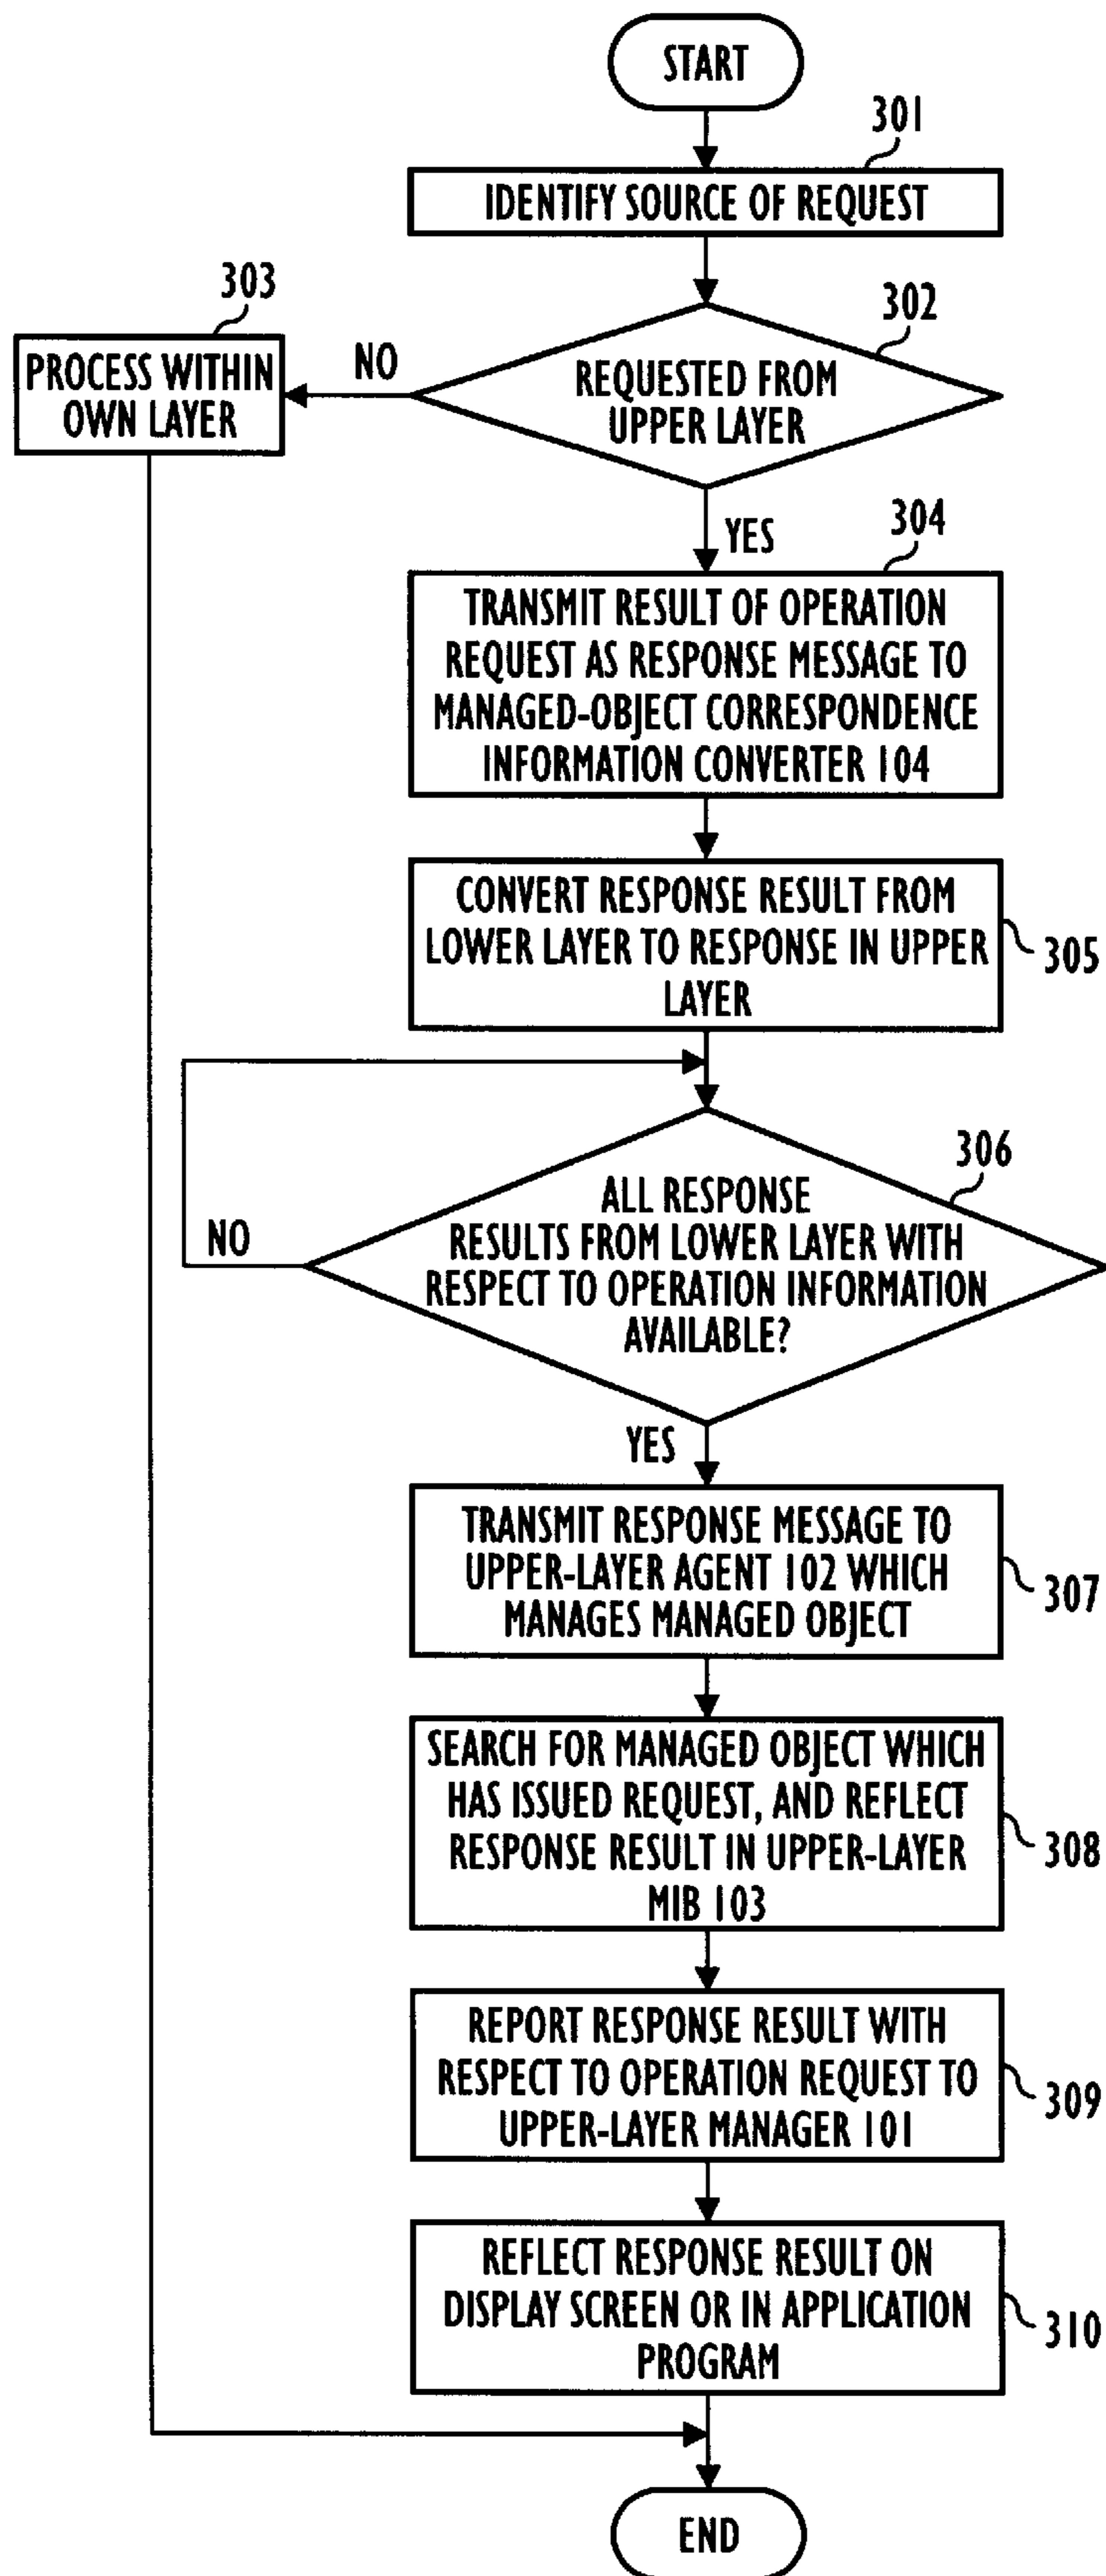 START
301
IDENTIFY SOURCE OF REQUEST
303
302
PROCESS WITHIN
OWN LAYER
NO
REQUESTED FROM
UPPER LAYER
YES
304
TRANSMIT RESULT OF OPERATION
REQUEST AS RESPONSE MESSAGE TO
MANAGED-OBJECT CORRESPONDENCE
INFORMATION CONVERTER 104
CONVERT RESPONSE RESULT FROM
LOWER LAYER TO RESPONSE IN UPPER
LAYER
305
306
ALL RESPONSE
RESULTS FROM LOWER LAYER WITH
RESPECT TO OPERATION INFORMATION
AVAILABLE?
NO
YES
TRANSMIT RESPONSE MESSAGE TO
UPPER-LAYER AGENT 102 WHICH
MANAGES MANAGED OBJECT
307
SEARCH FOR MANAGED OBJECT WHICH
HAS ISSUED REQUEST, AND REFLECT
RESPONSE RESULT IN UPPER-LAYER
MIB 103
308
REPORT RESPONSE RESULT WITH
RESPECT TO OPERATION REQUEST TO
UPPER-LAYER MANAGER 101
309
REFLECT RESPONSE RESULT ON
DISPLAY SCREEN OR IN APPLICATION
PROGRAM
310
END